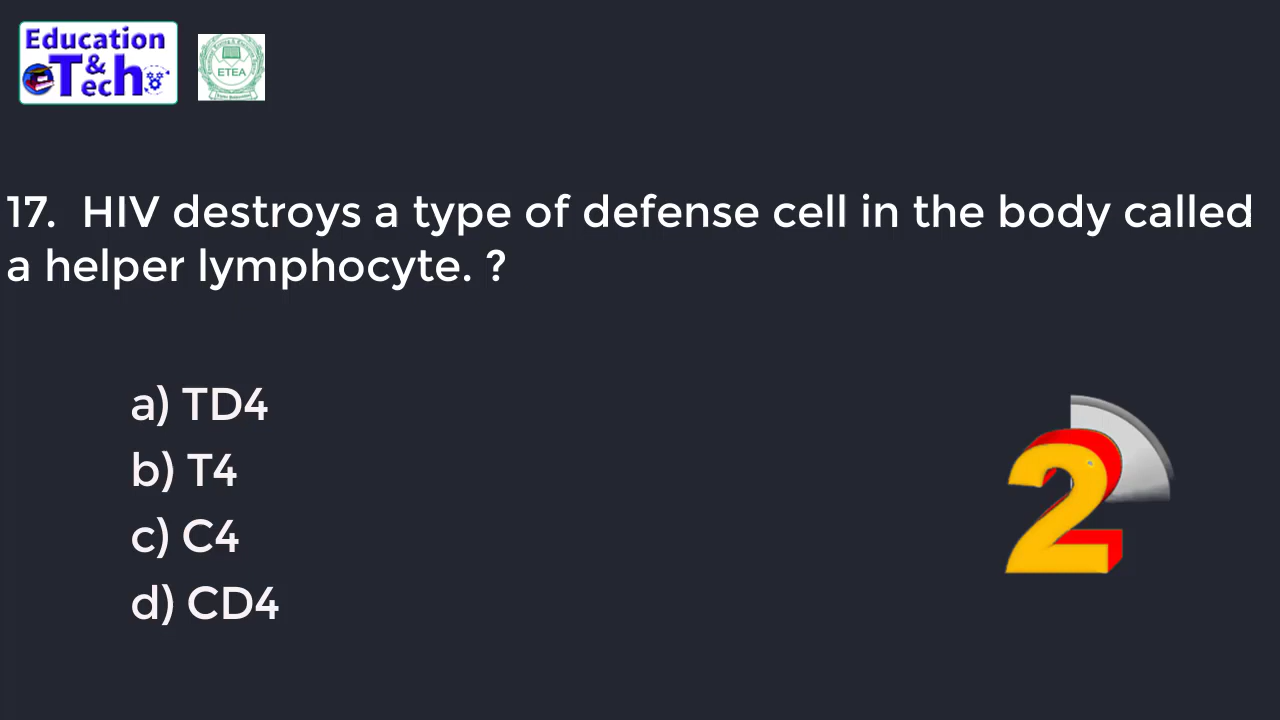 Education
&
Tech
ETEA
17. HIV destroys a type of defense cell in the body called
a helper lymphocyte. ?
a) TD4
b) T4
c) C4
d) CD4
2